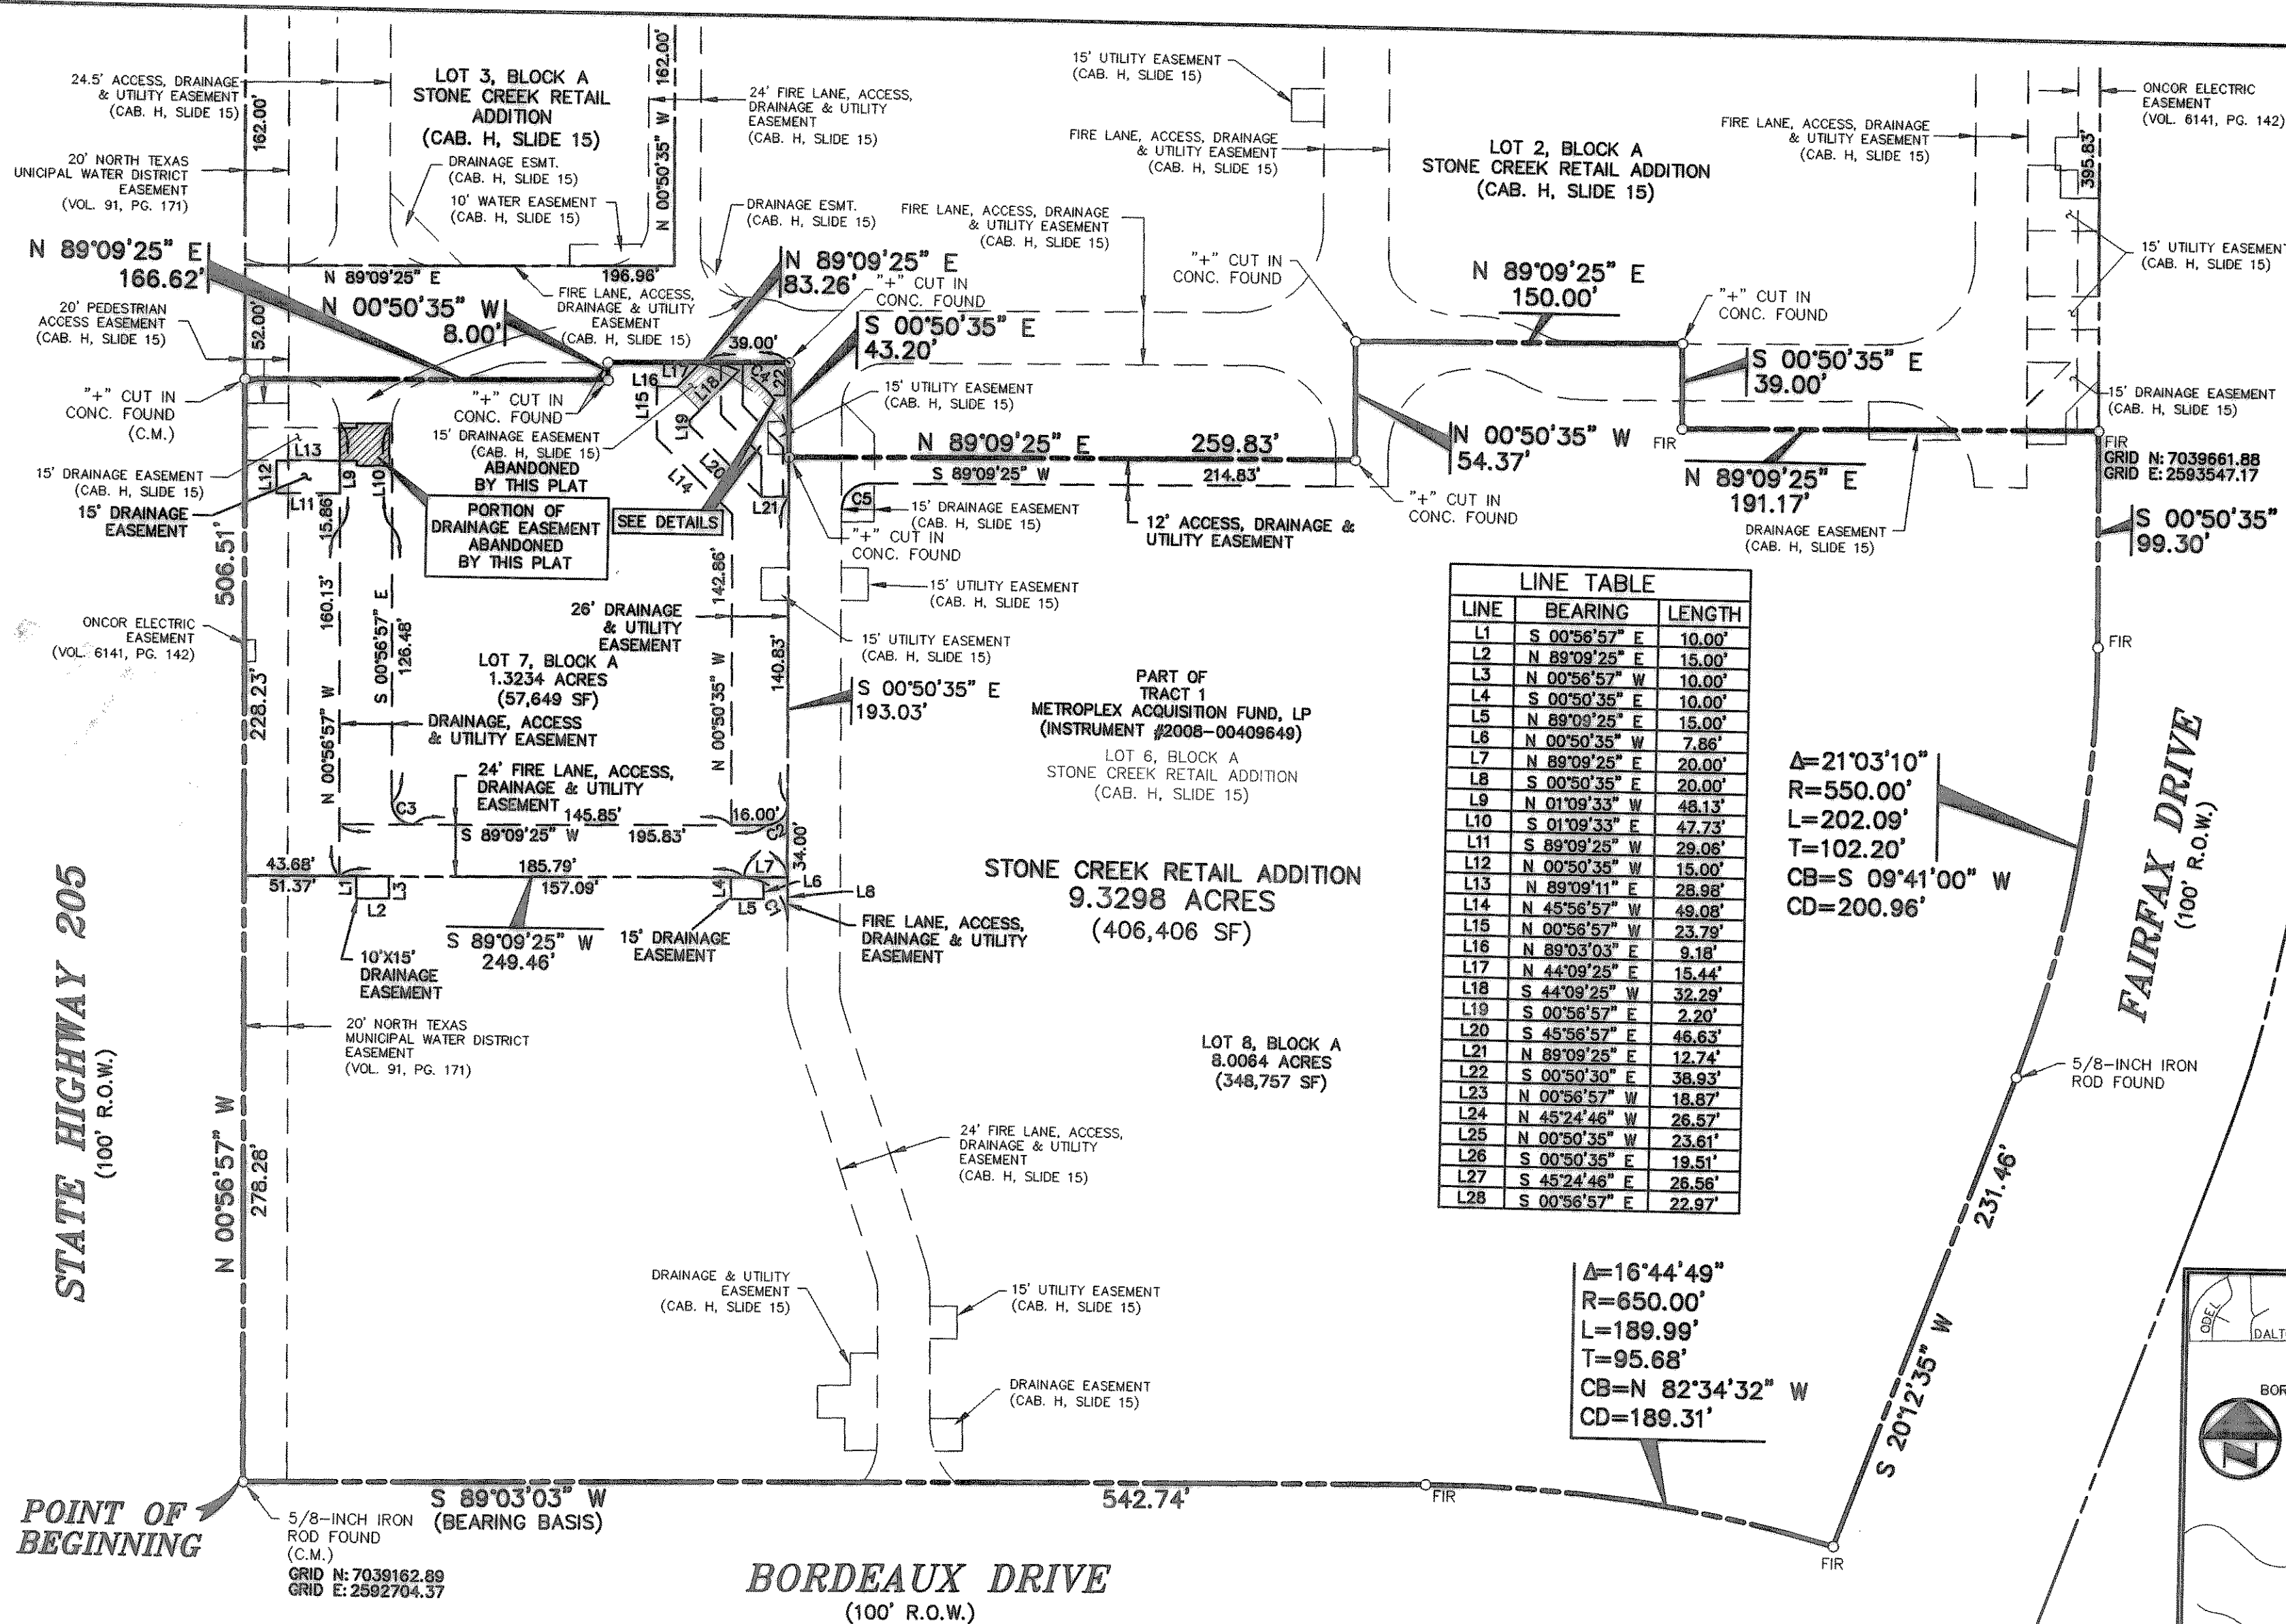 24.5' ACCESS, DRAINAGE
& UTILITY EASEMENT
(CAB. H, SLIDE 15)
162.00'
LOT 3, BLOCK A
STONE CREEK RETAIL
ADDITION
(CAB. H, SLIDE 15)
N 00°50'35" W 162.00'
24' FIRE LANE, ACCESS,
DRAINAGE & UTILITY
EASEMENT
(CAB. H, SLIDE 15)
15' UTILITY EASEMENT
(CAB. H, SLIDE 15)
FIRE LANE, ACCESS, DRAINAGE
& UTILITY EASEMENT
(CAB. H, SLIDE 15)
LOT 2, BLOCK A
STONE CREEK RETAIL ADDITION
(CAB. H, SLIDE 15)
FIRE LANE, ACCESS, DRAINAGE
& UTILITY EASEMENT
(CAB. H, SLIDE 15)
395.83'
ONCOR ELECTRIC
EASEMENT
(VOL. 6141, PG. 142)
20' NORTH TEXAS
UNICIPAL WATER DISTRICT
EASEMENT
(VOL. 91, PG. 171)
DRAINAGE ESMT.
(CAB. H, SLIDE 15)
10' WATER EASEMENT
(CAB. H, SLIDE 15)
DRAINAGE ESMT.
(CAB. H, SLIDE 15)
FIRE LANE, ACCESS, DRAINAGE
& UTILITY EASEMENT
(CAB. H, SLIDE 15)
15' UTILITY EASEMENT
(CAB. H, SLIDE 15)
N 89°09'25" E
166.62'
N 89°09'25" E
196.96'
N 00°50'35" W
8.00'
FIRE LANE, ACCESS,
DRAINAGE & UTILITY
EASEMENT
(CAB. H, SLIDE 15)
N 89°09'25" E
83.26'
"+" CUT IN
CONC. FOUND
S 00°50'35" E
43.20'
39.00'
"+" CUT IN
CONC. FOUND
N 89°09'25" E
150.00'
"+" CUT IN
CONC. FOUND
S 00°50'35" E
39.00'
20' PEDESTRIAN
ACCESS EASEMENT
(CAB. H, SLIDE 15)
52.00'
"+" CUT IN
CONC. FOUND
(C.M.)
"+" CUT IN
CONC. FOUND
L16
L17
L18
C4
L22
L15
L19
L14
L20
L21
15' UTILITY EASEMENT
(CAB. H, SLIDE 15)
15' DRAINAGE EASEMENT
(CAB. H, SLIDE 15)
ABANDONED
BY THIS PLAT
15' DRAINAGE EASEMENT
(CAB. H, SLIDE 15)
15' DRAINAGE
EASEMENT
L13
L12
L11
L9
L10
15.86'
PORTION OF
DRAINAGE EASEMENT
ABANDONED
BY THIS PLAT
SEE DETAILS
N 89°09'25" E 259.83'
S 89°09'25" W 214.83'
N 00°50'35" W
54.37'
FIR
N 89°09'25" E
191.17'
15' DRAINAGE EASEMENT
(CAB. H, SLIDE 15)
FIR
GRID N: 7039661.88
GRID E: 2593547.17
C5
15' DRAINAGE EASEMENT
(CAB. H, SLIDE 15)
"+" CUT IN
CONC. FOUND
12' ACCESS, DRAINAGE &
UTILITY EASEMENT
"+" CUT IN
CONC. FOUND
DRAINAGE EASEMENT
(CAB. H, SLIDE 15)
S 00°50'35"
99.30'
FIR
506.51'
ONCOR ELECTRIC
EASEMENT
(VOL. 6141, PG. 142)
228.23'
N 00°56'57" W 160.13'
S 00°56'57" E
126.48'
26' DRAINAGE
& UTILITY
EASEMENT
LOT 7, BLOCK A
1.3234 ACRES
(57,649 SF)
DRAINAGE, ACCESS
& UTILITY EASEMENT
N 00°50'35" W 142.86'
140.83'
15' UTILITY EASEMENT
(CAB. H, SLIDE 15)
15' UTILITY EASEMENT
(CAB. H, SLIDE 15)
S 00°50'35" E
193.03'
PART OF
TRACT 1
METROPLEX ACQUISITION FUND, LP
(INSTRUMENT #2008-00409649)
LOT 6, BLOCK A
STONE CREEK RETAIL ADDITION
(CAB. H, SLIDE 15)
LINE TABLE
LINE BEARING LENGTH
L1 S 00°56'57" E 10.00'
L2 N 89°09'25" E 15.00'
L3 N 00°56'57" W 10.00'
L4 S 00°50'35" E 10.00'
L5 N 89°09'25" E 15.00'
L6 N 00°50'35" W 7.86'
L7 N 89°09'25" E 20.00'
L8 S 00°50'35" E 20.00'
L9 N 01°09'33" W 48.13'
L10 S 01°09'33" E 47.73'
L11 S 89°09'25" W 29.06'
L12 N 00°50'35" W 15.00'
L13 N 89°09'11" E 28.98'
L14 N 45°56'57" W 49.08'
L15 N 00°56'57" W 23.79'
L16 N 89°03'03" E 9.18'
L17 N 44°09'25" E 15.44'
L18 S 44°09'25" W 32.29'
L19 S 00°56'57" E 2.20'
L20 S 45°56'57" E 46.63'
L21 N 89°09'25" E 12.74'
L22 S 00°50'30" E 38.93'
L23 N 00°56'57" W 18.87'
L24 N 45°24'46" W 26.57'
L25 N 00°50'35" W 23.61'
L26 S 00°50'35" E 19.51'
L27 S 45°24'46" E 26.56'
L28 S 00°56'57" E 22.97'
24' FIRE LANE, ACCESS,
DRAINAGE & UTILITY
EASEMENT
C3
145.85'
16.00'
S 89°09'25" W 195.83'
C2
34.00'
43.68'
51.37'
185.79'
157.09'
L1
L2
L3
L4
L5
L7
L6
L8
S 89°09'25" W
249.46'
10'X15'
DRAINAGE
EASEMENT
15' DRAINAGE
EASEMENT
FIRE LANE, ACCESS,
DRAINAGE & UTILITY
EASEMENT
STONE CREEK RETAIL ADDITION
9.3298 ACRES
(406,406 SF)
Δ=21°03'10"
R=550.00'
L=202.09'
T=102.20'
CB=S 09°41'00" W
CD=200.96'
FAIRFAX DRIVE
(100' R.O.W.)
STATE HIGHWAY 205
(100' R.O.W.)
20' NORTH TEXAS
MUNICIPAL WATER DISTRICT
EASEMENT
(VOL. 91, PG. 171)
N 00°56'57" W
278.28'
LOT 8, BLOCK A
8.0064 ACRES
(348,757 SF)
5/8-INCH IRON
ROD FOUND
24' FIRE LANE, ACCESS,
DRAINAGE & UTILITY
EASEMENT
(CAB. H, SLIDE 15)
S 20°12'35" W 231.46'
DRAINAGE & UTILITY
EASEMENT
(CAB. H, SLIDE 15)
15' UTILITY EASEMENT
(CAB. H, SLIDE 15)
DRAINAGE EASEMENT
(CAB. H, SLIDE 15)
Δ=16°44'49"
R=650.00'
L=189.99'
T=95.68'
CB=N 82°34'32" W
CD=189.31'
ODEL
DALT
BOR
POINT OF
BEGINNING
5/8-INCH IRON
ROD FOUND
(C.M.)
GRID N: 7039162.89
GRID E: 2592704.37
S 89°03'03" W
(BEARING BASIS)
542.74'
FIR
FIR
BORDEAUX DRIVE
(100' R.O.W.)